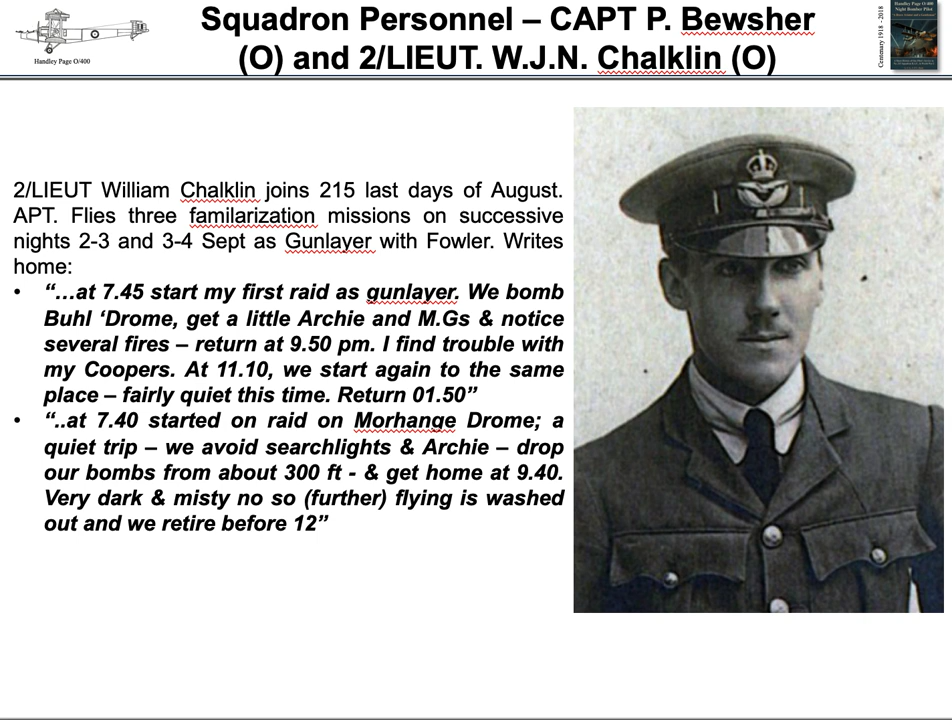 Squadron Personnel – CAPT P. Bewsher
(O) and 2/LIEUT. W.J.N. Chalklin (O)
Handley Page O/400
Centenary 1918 - 2018
Handley Page O/400
Night Bomber Pilot
2/LIEUT William Chalklin joins 215 last days of August.
APT. Flies three familarization missions on successive
nights 2-3 and 3-4 Sept as Gunlayer with Fowler. Writes
home:
• “…at 7.45 start my first raid as gunlayer. We bomb
Buhl ‘Drome, get a little Archie and M.Gs & notice
several fires – return at 9.50 pm. I find trouble with
my Coopers. At 11.10, we start again to the same
place – fairly quiet this time. Return 01.50”
• “..at 7.40 started on raid on Morhange Drome; a
quiet trip – we avoid searchlights & Archie – drop
our bombs from about 300 ft - & get home at 9.40.
Very dark & misty no so (further) flying is washed
out and we retire before 12”